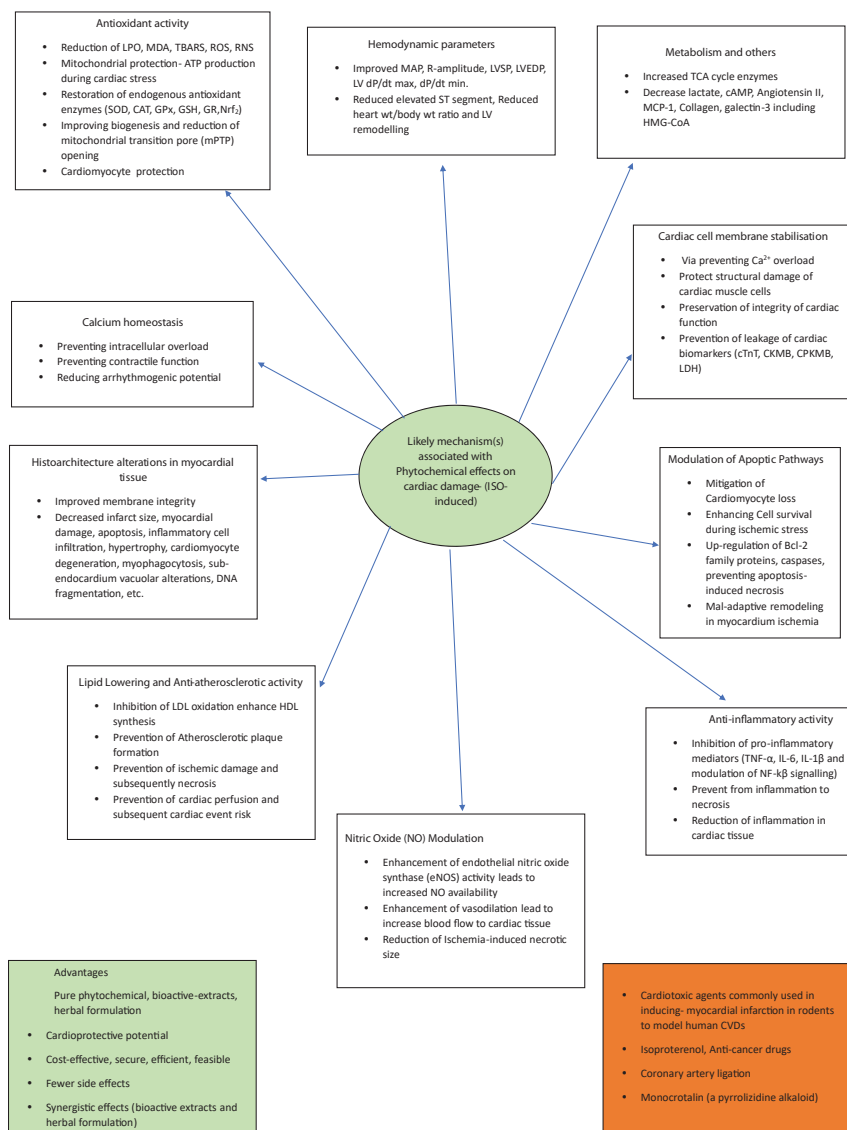 Antioxidant activity
• Reduction of LPO, MDA, TBARS, ROS, RNS
• Mitochondrial protection- ATP production
during cardiac stress
• Restoration of endogenous antioxidant
enzymes (SOD, CAT, GPx, GSH, GR,Nrf₂)
• Improving biogenesis and reduction of
mitochondrial transition pore (mPTP)
opening
• Cardiomyocyte protection
Hemodynamic parameters
• Improved MAP, R-amplitude, LVSP, LVEDP,
LV dP/dt max, dP/dt min.
• Reduced elevated ST segment, Reduced
heart wt/body wt ratio and LV
remodelling
Metabolism and others
• Increased TCA cycle enzymes
• Decrease lactate, cAMP, Angiotensin II,
MCP-1, Collagen, galectin-3 including
HMG-CoA
Cardiac cell membrane stabilisation
• Via preventing Ca²⁺ overload
• Protect structural damage of
cardiac muscle cells
• Preservation of integrity of cardiac
function
• Prevention of leakage of cardiac
biomarkers (cTnT, CKMB, CPKMB,
LDH)
Calcium homeostasis
• Preventing intracellular overload
• Preventing contractile function
• Reducing arrhythmogenic potential
Likely mechanism(s)
associated with
Phytochemical effects on
cardiac damage- (ISO-
induced)
Histoarchitecture alterations in myocardial
tissue
• Improved membrane integrity
• Decreased infarct size, myocardial
damage, apoptosis, inflammatory cell
infiltration, hypertrophy, cardiomyocyte
degeneration, myophagocytosis, sub-
endocardium vacuolar alterations, DNA
fragmentation, etc.
Modulation of Apoptic Pathways
• Mitigation of
Cardiomyocyte loss
• Enhancing Cell survival
during ischemic stress
• Up-regulation of Bcl-2
family proteins, caspases,
preventing apoptosis-
induced necrosis
• Mal-adaptive remodeling
in myocardium ischemia
Lipid Lowering and Anti-atherosclerotic activity
• Inhibition of LDL oxidation enhance HDL
synthesis
• Prevention of Atherosclerotic plaque
formation
• Prevention of ischemic damage and
subsequently necrosis
• Prevention of cardiac perfusion and
subsequent cardiac event risk
Anti-inflammatory activity
• Inhibition of pro-inflammatory
mediators (TNF-α, IL-6, IL-1β and
modulation of NF-kβ signalling)
• Prevent from inflammation to
necrosis
• Reduction of inflammation in
cardiac tissue
Nitric Oxide (NO) Modulation
• Enhancement of endothelial nitric oxide
synthase (eNOS) activity leads to
increased NO availability
• Enhancement of vasodilation lead to
increase blood flow to cardiac tissue
• Reduction of Ischemia-induced necrotic
size
Advantages
Pure phytochemical, bioactive-extracts,
herbal formulation
• Cardioprotective potential
• Cost-effective, secure, efficient, feasible
• Fewer side effects
• Synergistic effects (bioactive extracts and
herbal formulation)
• Cardiotoxic agents commonly used in
inducing- myocardial infarction in rodents
to model human CVDs
• Isoproterenol, Anti-cancer drugs
• Coronary artery ligation
• Monocrotalin (a pyrrolizidine alkaloid)